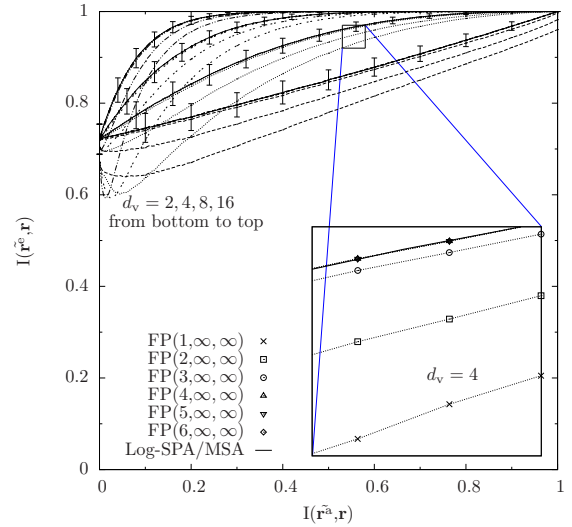 1
0.8
0.6
0.4
0.2
0
I(r̃ᵉ,r)
d_v = 2, 4, 8, 16
from bottom to top
d_v = 4
FP(1,∞,∞)
FP(2,∞,∞)
FP(3,∞,∞)
FP(4,∞,∞)
FP(5,∞,∞)
FP(6,∞,∞)
Log-SPA/MSA
0 0.2 0.4 0.6 0.8 1
I(r̃ᵃ,r)